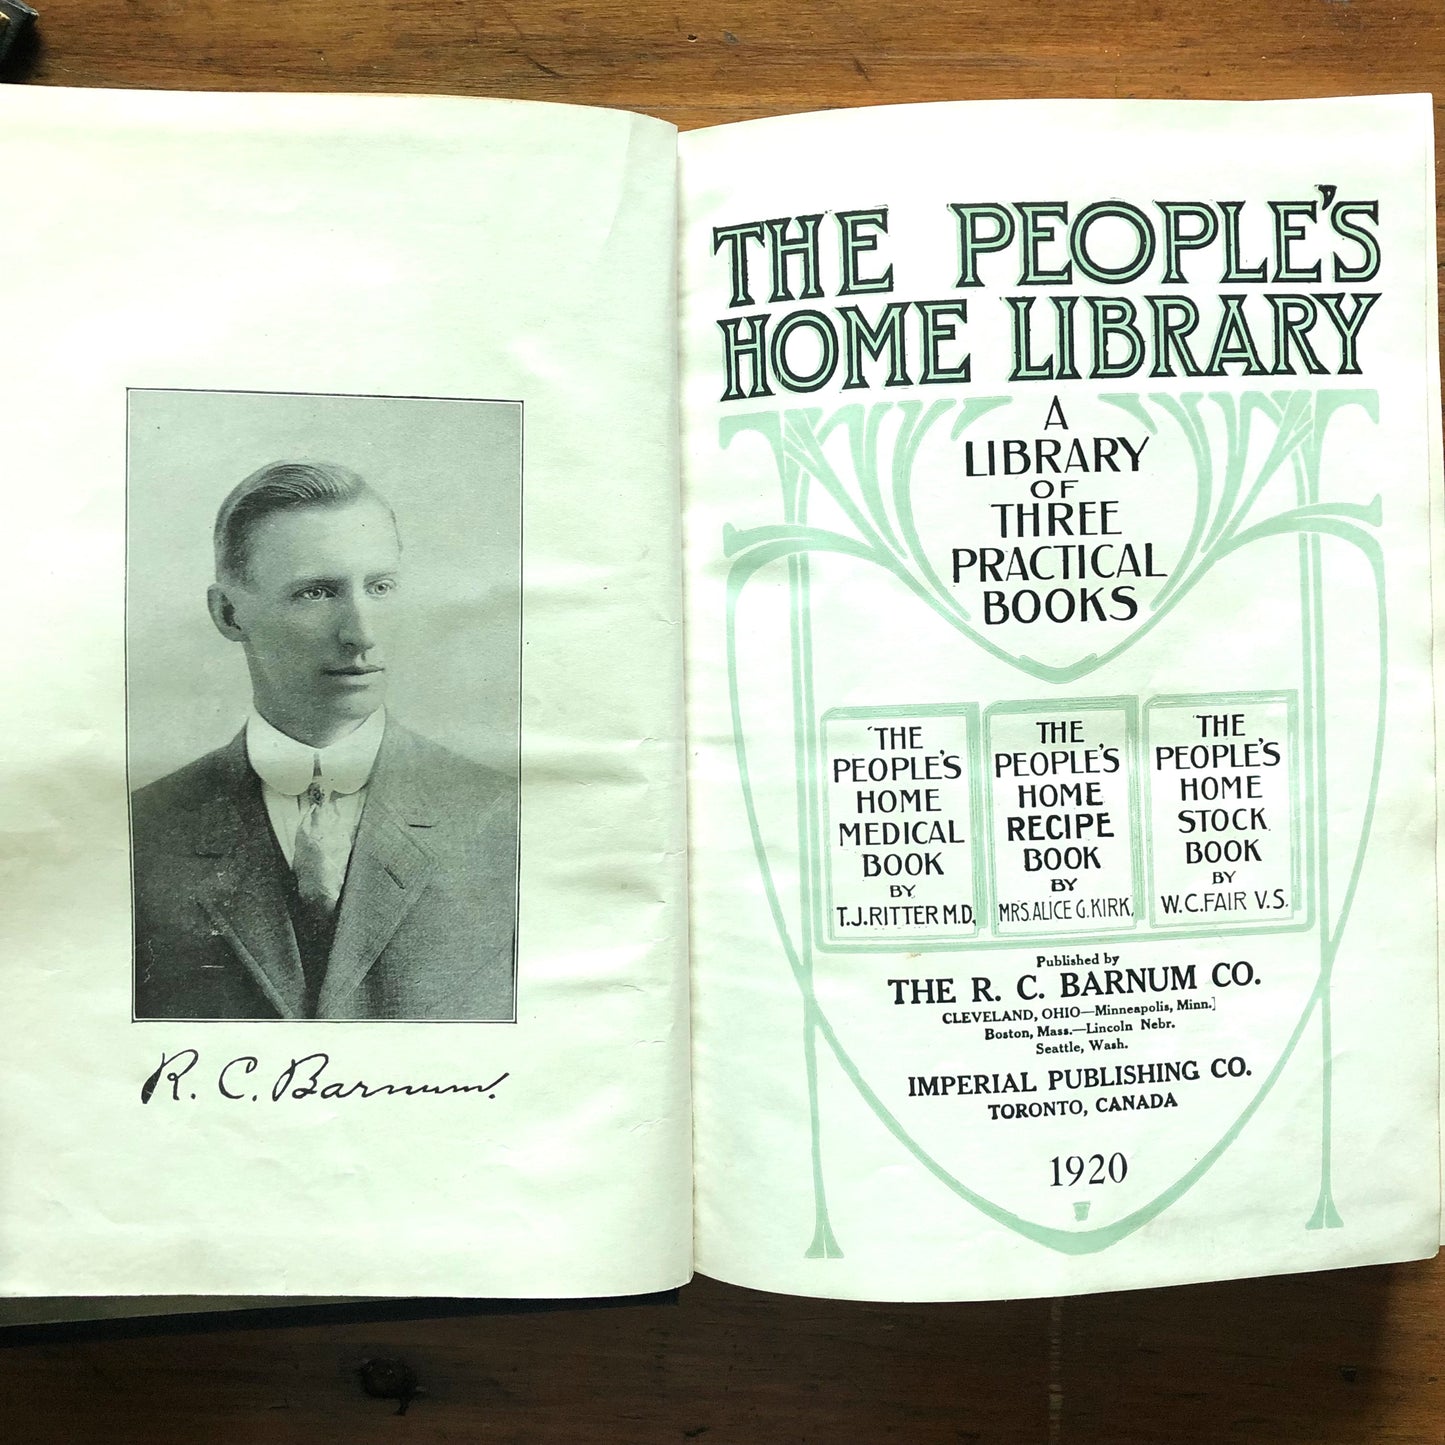 R. C. Barnum.
THE PEOPLE'S
HOME LIBRARY
A
LIBRARY
OF
THREE
PRACTICAL
BOOKS
THE
PEOPLE'S
HOME
MEDICAL
BOOK
BY
T.J. RITTER M.D.
THE
PEOPLE'S
HOME
RECIPE
BOOK
BY
MRS. ALICE G. KIRK.
THE
PEOPLE'S
HOME
STOCK
BOOK
BY
W.C. FAIR V.S.
Published by
THE R. C. BARNUM CO.
CLEVELAND, OHIO—Minneapolis, Minn.]
Boston, Mass.—Lincoln Nebr.
Seattle, Wash.
IMPERIAL PUBLISHING CO.
TORONTO, CANADA
1920